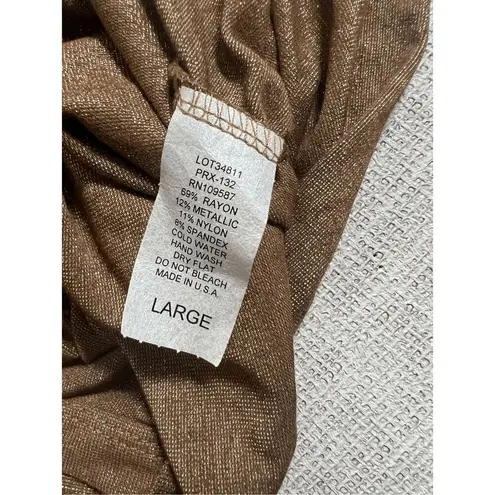 LOT34811
PRX-132
RN109587
69% RAYON
12% METALLIC
11% NYLON
8% SPANDEX
COLD WATER
HAND WASH
DRY FLAT
DO NOT BLEACH
MADE IN U.S.A
LARGE